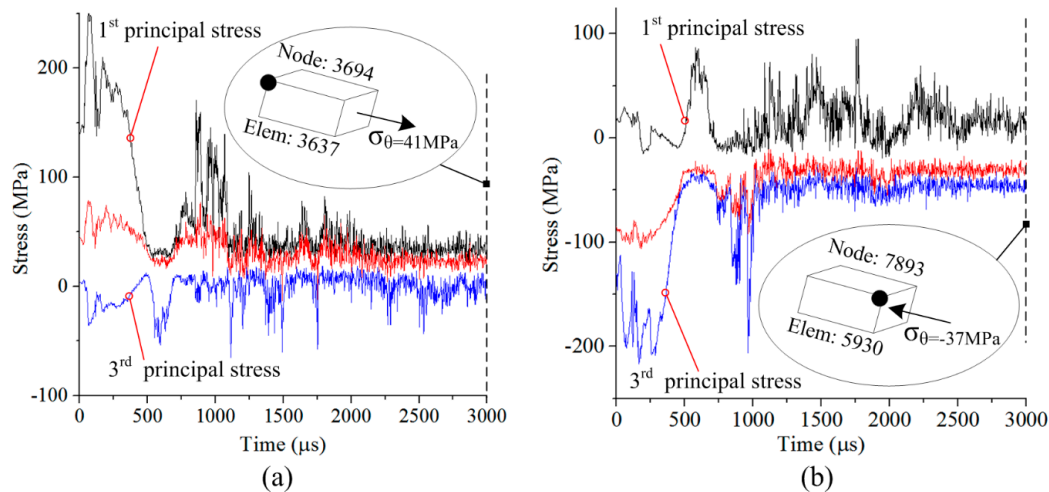 1st principal stress
Node: 3694
Elem: 3637
σθ=41MPa
3rd principal stress
200
100
0
-100
Stress (MPa)
0 500 1000 1500 2000 2500 3000
Time (μs)
(a)
1st principal stress
Node: 7893
Elem: 5930
σθ=-37MPa
3rd principal stress
100
0
-100
-200
Stress (MPa)
0 500 1000 1500 2000 2500 3000
Time (μs)
(b)